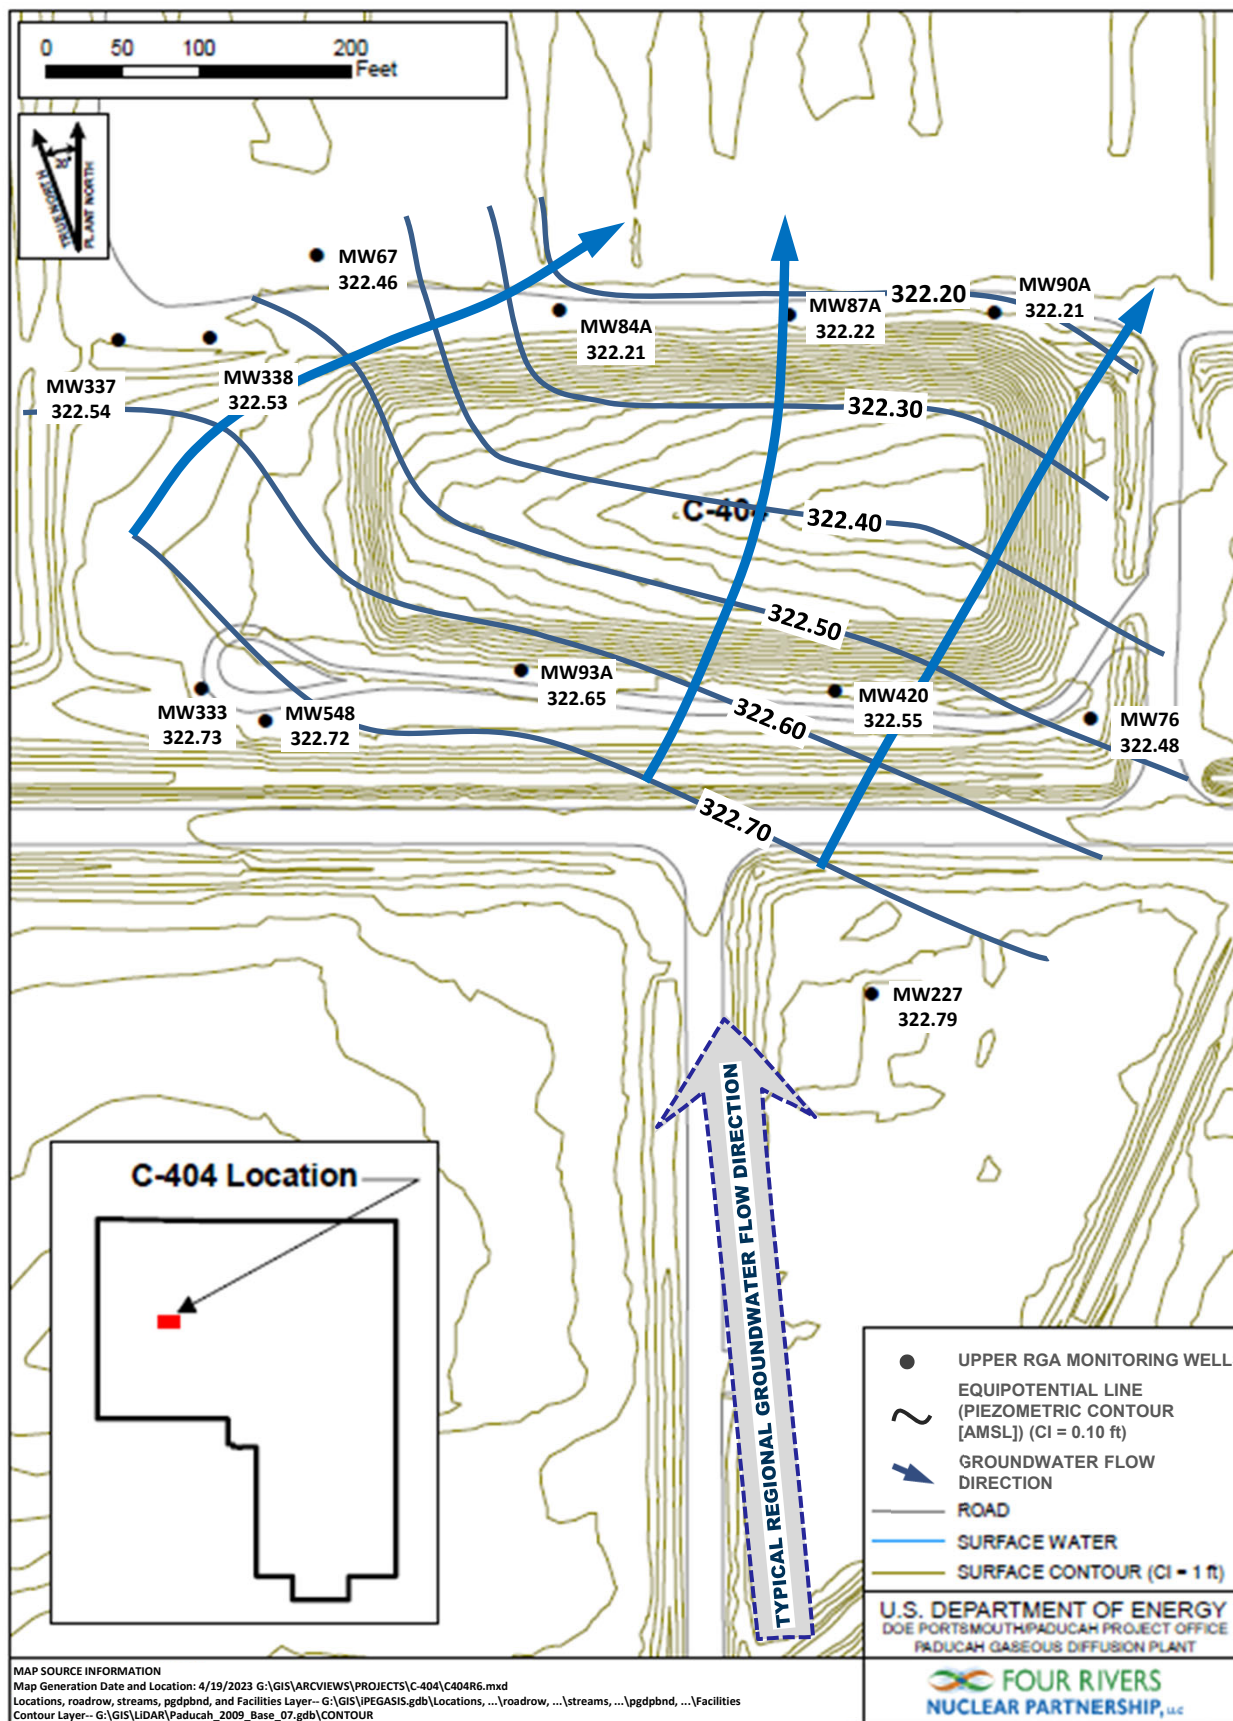 0 50 100 200
Feet
TRUE NORTH
PLANT NORTH
MW67
322.46
MW84A
322.21
322.20
MW87A
322.22
MW90A
322.21
MW337
322.54
MW338
322.53
322.30
C-404
322.40
322.50
MW93A
322.65
MW333
322.73
MW548
322.72
322.60
MW420
322.55
MW76
322.48
322.70
MW227
322.79
TYPICAL REGIONAL GROUNDWATER FLOW DIRECTION
C-404 Location
UPPER RGA MONITORING WELL
EQUIPOTENTIAL LINE
(PIEZOMETRIC CONTOUR
[AMSL]) (CI = 0.10 ft)
GROUNDWATER FLOW
DIRECTION
ROAD
SURFACE WATER
SURFACE CONTOUR (CI = 1 ft)
U.S. DEPARTMENT OF ENERGY
DOE PORTSMOUTH/PADUCAH PROJECT OFFICE
PADUCAH GASEOUS DIFFUSION PLANT
FOUR RIVERS
NUCLEAR PARTNERSHIP, LLC
MAP SOURCE INFORMATION
Map Generation Date and Location: 4/19/2023 G:\GIS\ARCVIEWS\PROJECTS\C-404\C404R6.mxd
Locations, roadrow, streams, pgdpbnd, and Facilities Layer-- G:\GIS\iPEGASIS.gdb\Locations, ...\roadrow, ...\streams, ...\pgdpbnd, ...\Facilities
Contour Layer-- G:\GIS\LiDAR\Paducah_2009_Base_07.gdb\CONTOUR